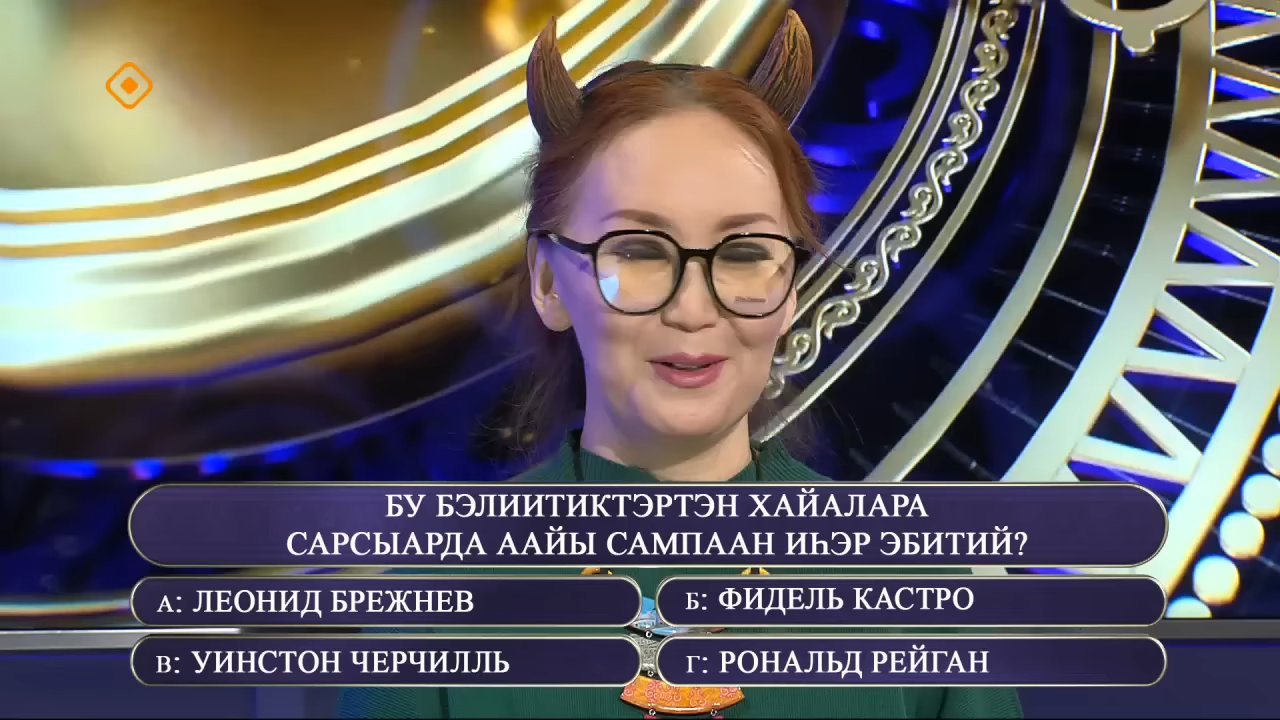 БУ БЭЛИИТИКТЭРТЭН ХАЙАЛАРА
САРСЫАРДА ААЙЫ САМПААН ИҺЭР ЭБИТИЙ?
А: ЛЕОНИД БРЕЖНЕВ
Б: ФИДЕЛЬ КАСТРО
В: УИНСТОН ЧЕРЧИЛЛЬ
Г: РОНАЛЬД РЕЙГАН